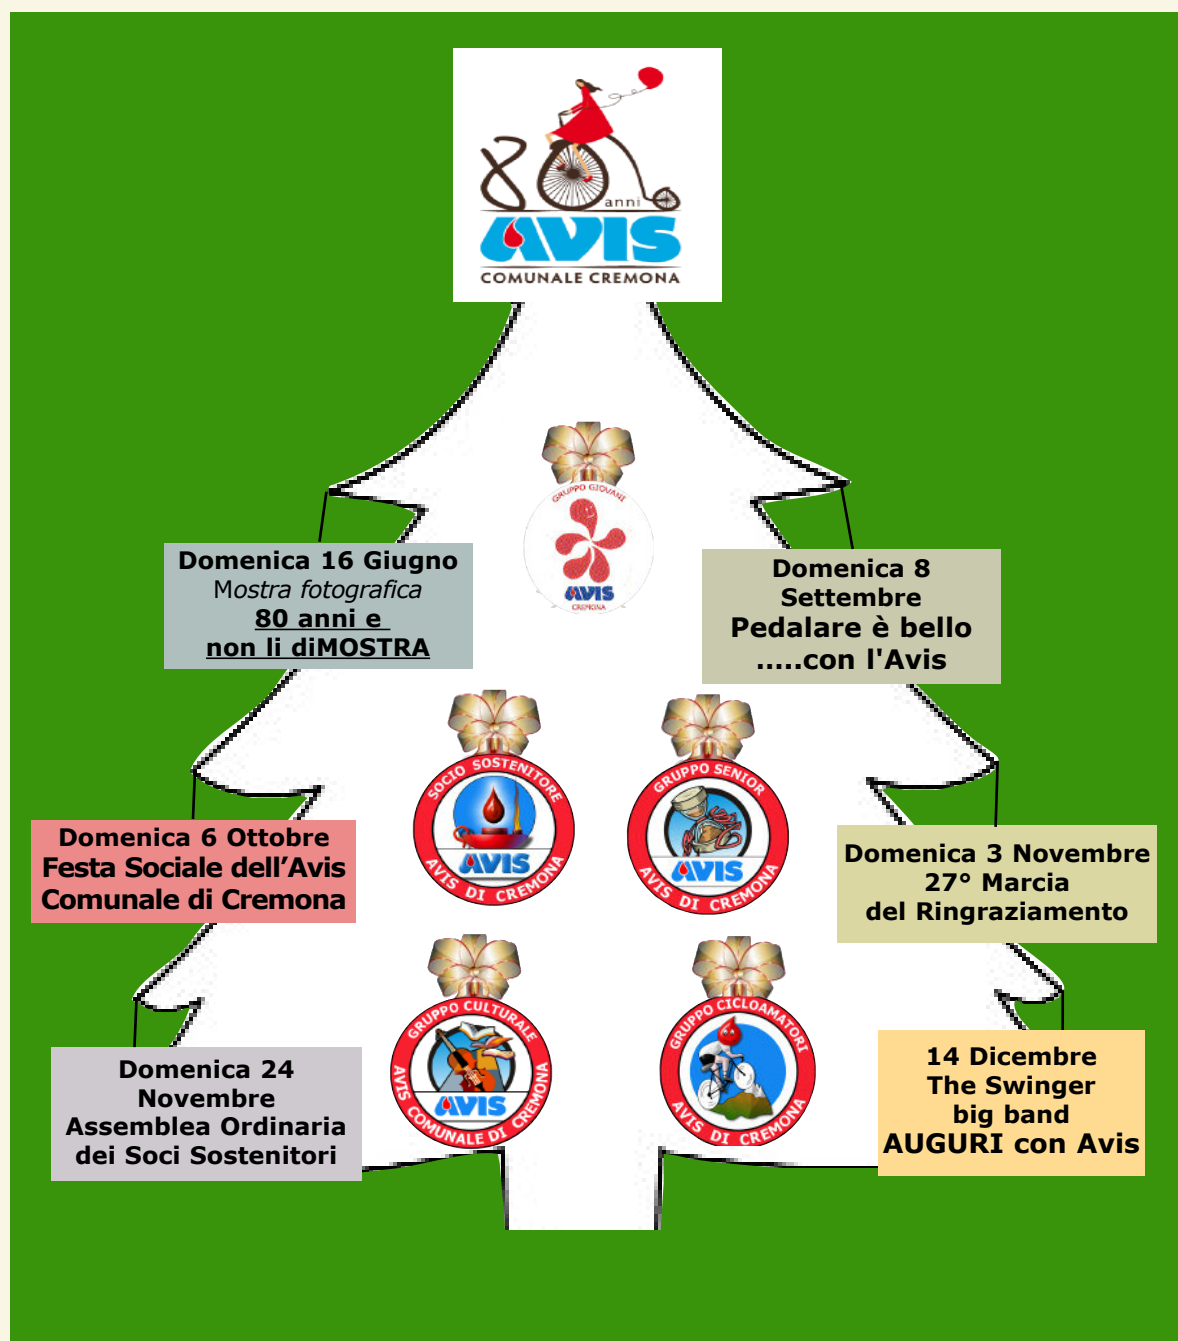 80 anni
AVIS
COMUNALE CREMONA
GRUPPO GIOVANI
AVIS
CREMONA
Domenica 16 Giugno
Mostra fotografica
80 anni e
non li diMOSTRA
Domenica 8
Settembre
Pedalare è bello
.....con l'Avis
SOCIO SOSTENITORE
AVIS
AVIS DI CREMONA
GRUPPO SENIOR
AVIS
AVIS DI CREMONA
Domenica 6 Ottobre
Festa Sociale dell’Avis
Comunale di Cremona
Domenica 3 Novembre
27° Marcia
del Ringraziamento
GRUPPO CULTURALE
AVIS
AVIS COMUNALE DI CREMONA
GRUPPO CICLOAMATORI
AVIS DI CREMONA
Domenica 24
Novembre
Assemblea Ordinaria
dei Soci Sostenitori
14 Dicembre
The Swinger
big band
AUGURI con Avis